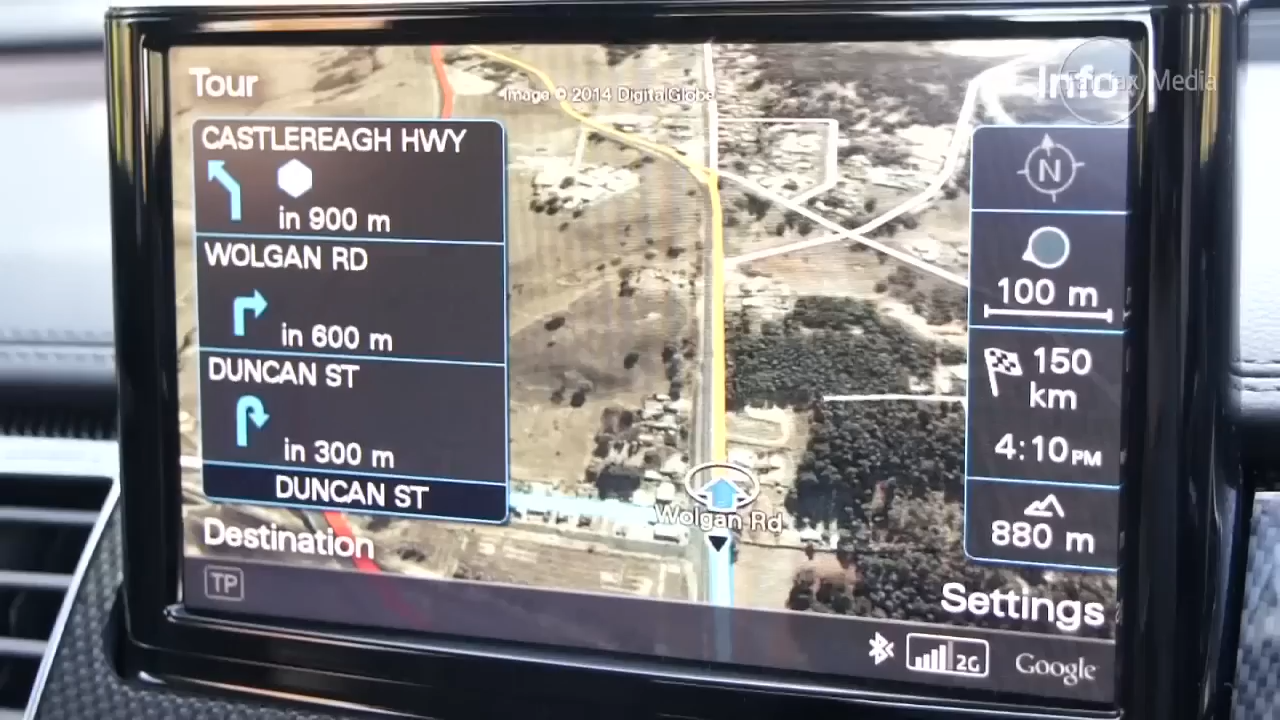 Tour
Image © 2014 DigitalGlobe
Info
Fairfax Media
CASTLEREAGH HWY
in 900 m
WOLGAN RD
in 600 m
DUNCAN ST
in 300 m
DUNCAN ST
Destination
TP
N
100 m
150
km
4:10PM
880 m
Wolgan Rd
Settings
2G
Google